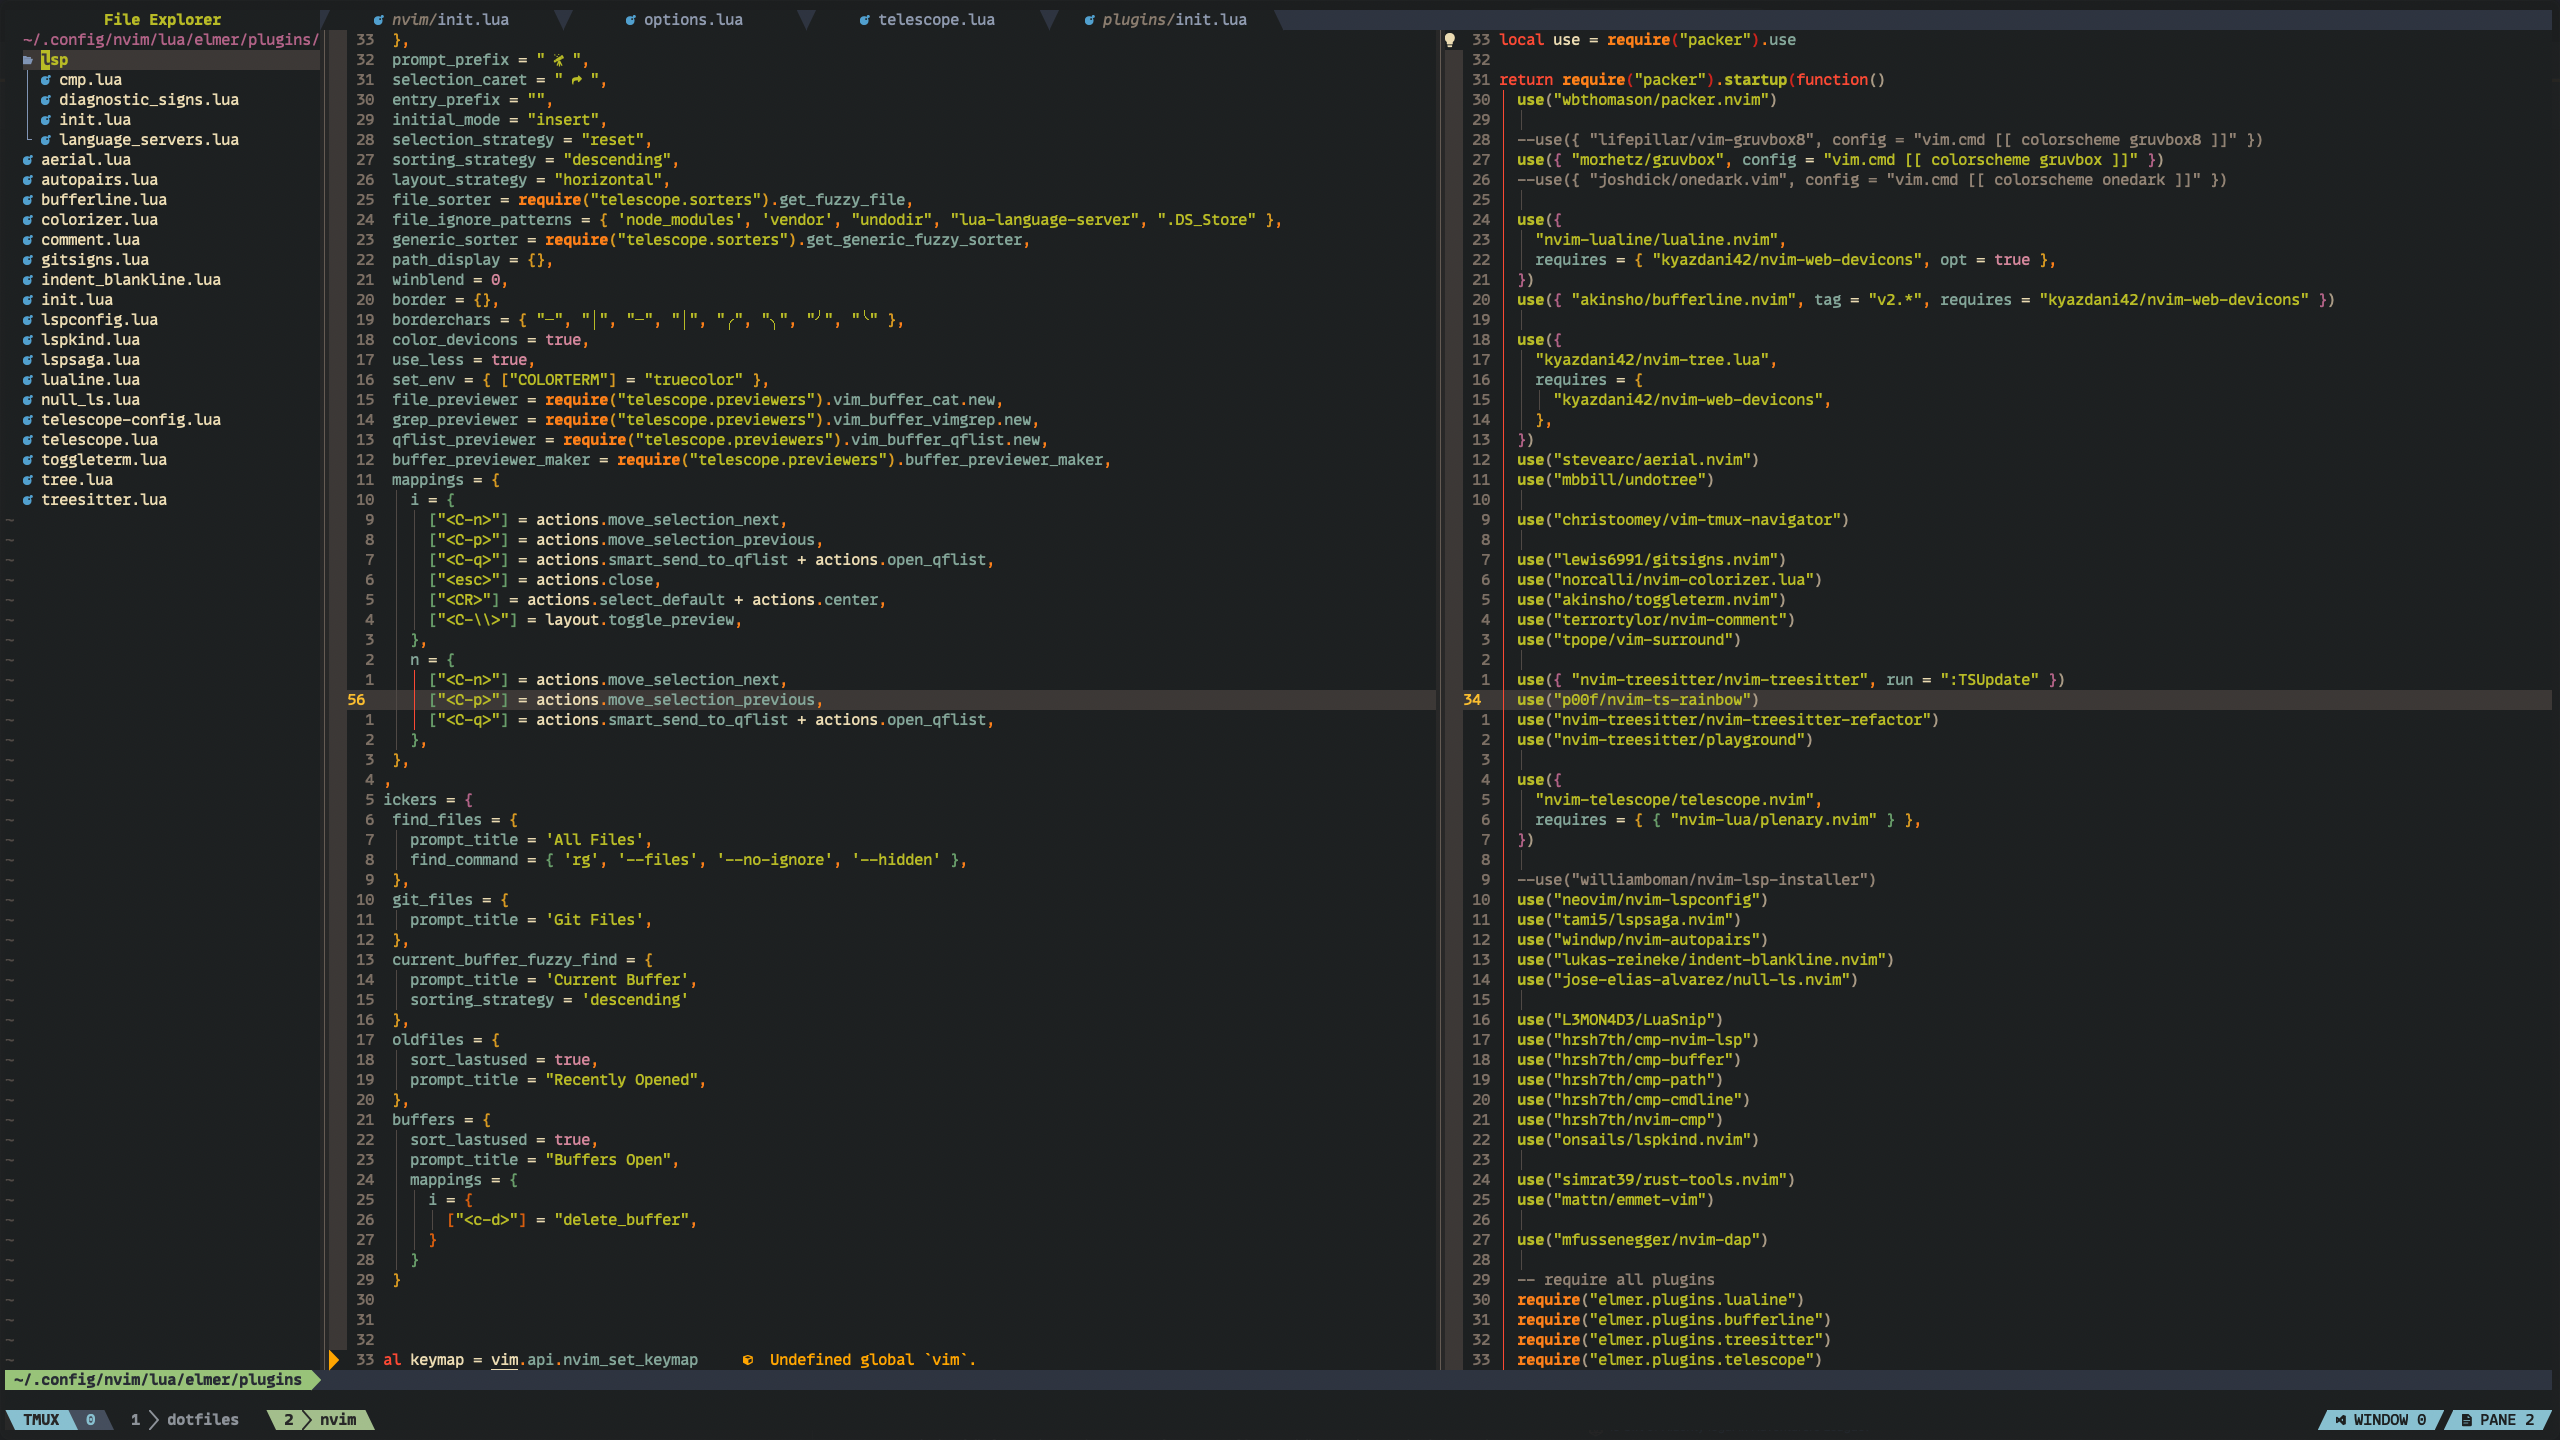 File Explorer
nvim/init.lua
options.lua
telescope.lua
plugins/init.lua
~/.config/nvim/lua/elmer/plugins/
lsp
cmp.lua
diagnostic_signs.lua
init.lua
language_servers.lua
aerial.lua
autopairs.lua
bufferline.lua
colorizer.lua
comment.lua
gitsigns.lua
indent_blankline.lua
init.lua
lspconfig.lua
lspkind.lua
lspsaga.lua
lualine.lua
null_ls.lua
telescope-config.lua
telescope.lua
toggleterm.lua
tree.lua
treesitter.lua
33 },
32 prompt_prefix = "  ",
31 selection_caret = "  ",
30 entry_prefix = "",
29 initial_mode = "insert",
28 selection_strategy = "reset",
27 sorting_strategy = "descending",
26 layout_strategy = "horizontal",
25 file_sorter = require("telescope.sorters").get_fuzzy_file,
24 file_ignore_patterns = { 'node_modules', 'vendor', "undodir", "lua-language-server", ".DS_Store" },
23 generic_sorter = require("telescope.sorters").get_generic_fuzzy_sorter,
22 path_display = {},
21 winblend = 0,
20 border = {},
19 borderchars = { "─", "│", "─", "│", "╭", "╮", "╯", "╰" },
18 color_devicons = true,
17 use_less = true,
16 set_env = { ["COLORTERM"] = "truecolor" },
15 file_previewer = require("telescope.previewers").vim_buffer_cat.new,
14 grep_previewer = require("telescope.previewers").vim_buffer_vimgrep.new,
13 qflist_previewer = require("telescope.previewers").vim_buffer_qflist.new,
12 buffer_previewer_maker = require("telescope.previewers").buffer_previewer_maker,
11 mappings = {
10 i = {
9 ["<C-n>"] = actions.move_selection_next,
8 ["<C-p>"] = actions.move_selection_previous,
7 ["<C-q>"] = actions.smart_send_to_qflist + actions.open_qflist,
6 ["<esc>"] = actions.close,
5 ["<CR>"] = actions.select_default + actions.center,
4 ["<C-\\>"] = layout.toggle_preview,
3 },
2 n = {
1 ["<C-n>"] = actions.move_selection_next,
56 ["<C-p>"] = actions.move_selection_previous,
1 ["<C-q>"] = actions.smart_send_to_qflist + actions.open_qflist,
2 },
3 },
4 ,
5 ickers = {
6 find_files = {
7 prompt_title = 'All Files',
8 find_command = { 'rg', '--files', '--no-ignore', '--hidden' },
9 },
10 git_files = {
11 prompt_title = 'Git Files',
12 },
13 current_buffer_fuzzy_find = {
14 prompt_title = 'Current Buffer',
15 sorting_strategy = 'descending'
16 },
17 oldfiles = {
18 sort_lastused = true,
19 prompt_title = "Recently Opened",
20 },
21 buffers = {
22 sort_lastused = true,
23 prompt_title = "Buffers Open",
24 mappings = {
25 i = {
26 ["<c-d>"] = "delete_buffer",
27 }
28 }
29 }
30
31
32
33 al keymap = vim.api.nvim_set_keymap Undefined global `vim`.
33 local use = require("packer").use
32
31 return require("packer").startup(function()
30 use("wbthomason/packer.nvim")
29
28 --use({ "lifepillar/vim-gruvbox8", config = "vim.cmd [[ colorscheme gruvbox8 ]]" })
27 use({ "morhetz/gruvbox", config = "vim.cmd [[ colorscheme gruvbox ]]" })
26 --use({ "joshdick/onedark.vim", config = "vim.cmd [[ colorscheme onedark ]]" })
25
24 use({
23 "nvim-lualine/lualine.nvim",
22 requires = { "kyazdani42/nvim-web-devicons", opt = true },
21 })
20 use({ "akinsho/bufferline.nvim", tag = "v2.*", requires = "kyazdani42/nvim-web-devicons" })
19
18 use({
17 "kyazdani42/nvim-tree.lua",
16 requires = {
15 "kyazdani42/nvim-web-devicons",
14 },
13 })
12 use("stevearc/aerial.nvim")
11 use("mbbill/undotree")
10
9 use("christoomey/vim-tmux-navigator")
8
7 use("lewis6991/gitsigns.nvim")
6 use("norcalli/nvim-colorizer.lua")
5 use("akinsho/toggleterm.nvim")
4 use("terrortylor/nvim-comment")
3 use("tpope/vim-surround")
2
1 use({ "nvim-treesitter/nvim-treesitter", run = ":TSUpdate" })
34 use("p00f/nvim-ts-rainbow")
1 use("nvim-treesitter/nvim-treesitter-refactor")
2 use("nvim-treesitter/playground")
3
4 use({
5 "nvim-telescope/telescope.nvim",
6 requires = { { "nvim-lua/plenary.nvim" } },
7 })
8
9 --use("williamboman/nvim-lsp-installer")
10 use("neovim/nvim-lspconfig")
11 use("tami5/lspsaga.nvim")
12 use("windwp/nvim-autopairs")
13 use("lukas-reineke/indent-blankline.nvim")
14 use("jose-elias-alvarez/null-ls.nvim")
15
16 use("L3MON4D3/LuaSnip")
17 use("hrsh7th/cmp-nvim-lsp")
18 use("hrsh7th/cmp-buffer")
19 use("hrsh7th/cmp-path")
20 use("hrsh7th/cmp-cmdline")
21 use("hrsh7th/nvim-cmp")
22 use("onsails/lspkind.nvim")
23
24 use("simrat39/rust-tools.nvim")
25 use("mattn/emmet-vim")
26
27 use("mfussenegger/nvim-dap")
28
29 -- require all plugins
30 require("elmer.plugins.lualine")
31 require("elmer.plugins.bufferline")
32 require("elmer.plugins.treesitter")
33 require("elmer.plugins.telescope")
~/.config/nvim/lua/elmer/plugins
TMUX 0 1 dotfiles 2 nvim
WINDOW 0 PANE 2